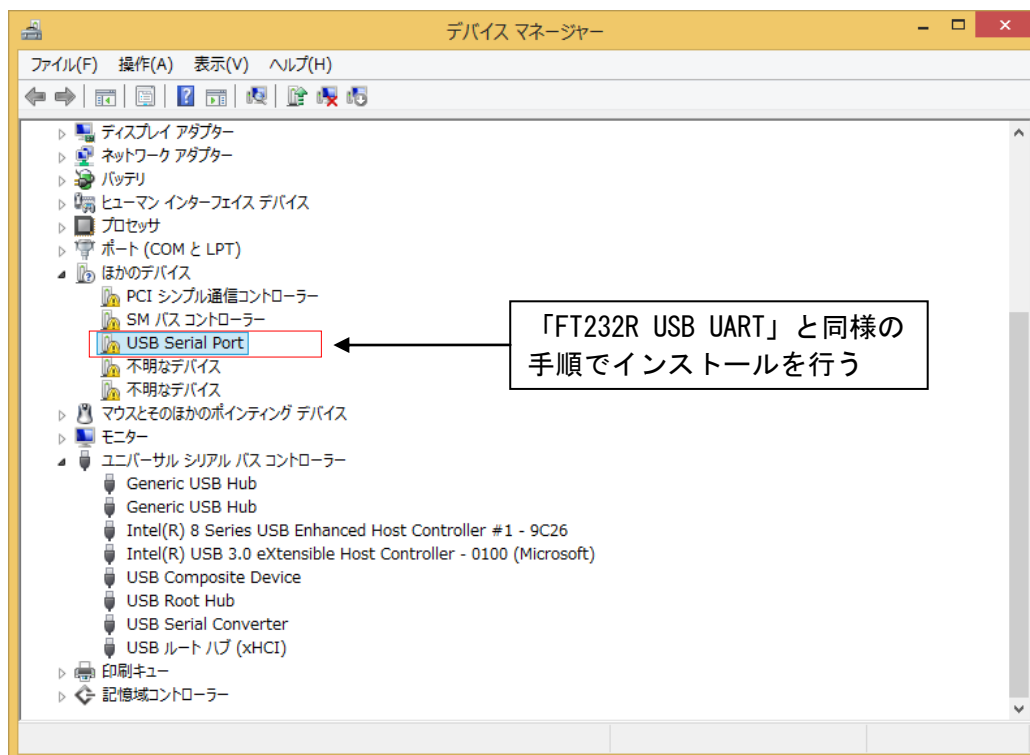 デバイス マネージャー
ファイル(F) 操作(A) 表示(V) ヘルプ(H)
ディスプレイ アダプター
ネットワーク アダプター
バッテリ
ヒューマン インターフェイス デバイス
プロセッサ
ポート (COM と LPT)
ほかのデバイス
PCI シンプル通信コントローラー
SM バス コントローラー
USB Serial Port
不明なデバイス
不明なデバイス
マウスとそのほかのポインティング デバイス
モニター
ユニバーサル シリアル バス コントローラー
Generic USB Hub
Generic USB Hub
Intel(R) 8 Series USB Enhanced Host Controller #1 - 9C26
Intel(R) USB 3.0 eXtensible Host Controller - 0100 (Microsoft)
USB Composite Device
USB Root Hub
USB Serial Converter
USB ルート ハブ (xHCI)
印刷キュー
記憶域コントローラー
「FT232R USB UART」と同様の
手順でインストールを行う